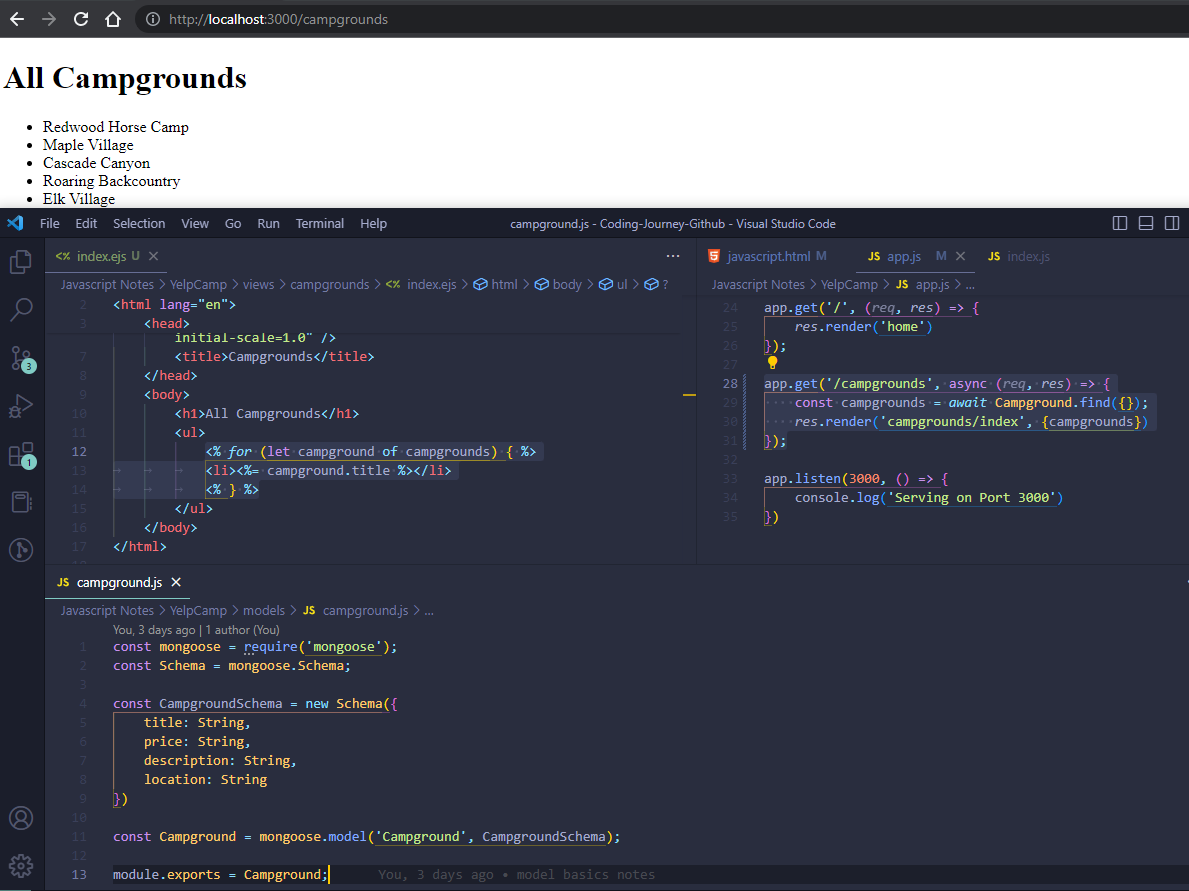 http://localhost:3000/campgrounds
All Campgrounds
• Redwood Horse Camp
• Maple Village
• Cascade Canyon
• Roaring Backcountry
• Elk Village
File Edit Selection View Go Run Terminal Help campground.js - Coding-Journey-Github - Visual Studio Code
<% index.ejs U
Javascript Notes > YelpCamp > views > campgrounds > <% index.ejs > html > body > ul > ?
2 <html lang="en">
3 <head>
initial-scale=1.0" />
7 <title>Campgrounds</title>
8 </head>
9 <body>
10 <h1>All Campgrounds</h1>
11 <ul>
12 <% for (let campground of campgrounds) { %>
13 <li><%= campground.title %></li>
14 <% } %>
15 </ul>
16 </body>
17 </html>
javascript.html M JS app.js M JS index.js
Javascript Notes > YelpCamp > JS app.js > ...
24 app.get('/', (req, res) => {
25 res.render('home')
26 });
27
28 app.get('/campgrounds', async (req, res) => {
29 const campgrounds = await Campground.find({});
30 res.render('campgrounds/index', {campgrounds})
31 });
32
33 app.listen(3000, () => {
34 console.log('Serving on Port 3000')
35 })
3
1
JS campground.js
Javascript Notes > YelpCamp > models > JS campground.js > ...
You, 3 days ago | 1 author (You)
1 const mongoose = require('mongoose');
2 const Schema = mongoose.Schema;
3
4 const CampgroundSchema = new Schema({
5 title: String,
6 price: String,
7 description: String,
8 location: String
9 })
10
11 const Campground = mongoose.model('Campground', CampgroundSchema);
12
13 module.exports = Campground; You, 3 days ago • model basics notes